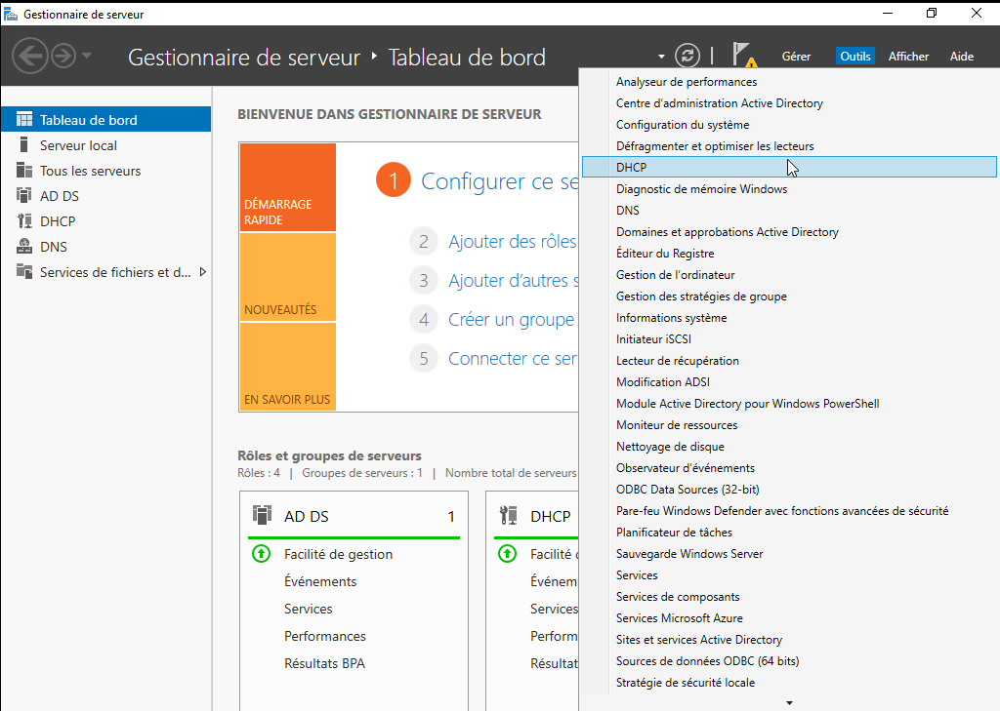 Gestionnaire de serveur
Gestionnaire de serveur ‣ Tableau de bord
Gérer
Outils
Afficher
Aide
Tableau de bord
Serveur local
Tous les serveurs
AD DS
DHCP
DNS
Services de fichiers et d...
BIENVENUE DANS GESTIONNAIRE DE SERVEUR
DÉMARRAGE
RAPIDE
NOUVEAUTÉS
EN SAVOIR PLUS
1 Configurer ce se
2 Ajouter des rôles
3 Ajouter d'autres s
4 Créer un groupe
5 Connecter ce ser
Rôles et groupes de serveurs
Rôles : 4 | Groupes de serveurs : 1 | Nombre total de serveurs
AD DS 1
Facilité de gestion
Événements
Services
Performances
Résultats BPA
DHCP
Facilité d
Événem
Services
Perform
Résultat
Analyseur de performances
Centre d'administration Active Directory
Configuration du système
Défragmenter et optimiser les lecteurs
DHCP
Diagnostic de mémoire Windows
DNS
Domaines et approbations Active Directory
Éditeur du Registre
Gestion de l'ordinateur
Gestion des stratégies de groupe
Informations système
Initiateur iSCSI
Lecteur de récupération
Modification ADSI
Module Active Directory pour Windows PowerShell
Moniteur de ressources
Nettoyage de disque
Observateur d'événements
ODBC Data Sources (32-bit)
Pare-feu Windows Defender avec fonctions avancées de sécurité
Planificateur de tâches
Sauvegarde Windows Server
Services
Services de composants
Services Microsoft Azure
Sites et services Active Directory
Sources de données ODBC (64 bits)
Stratégie de sécurité locale